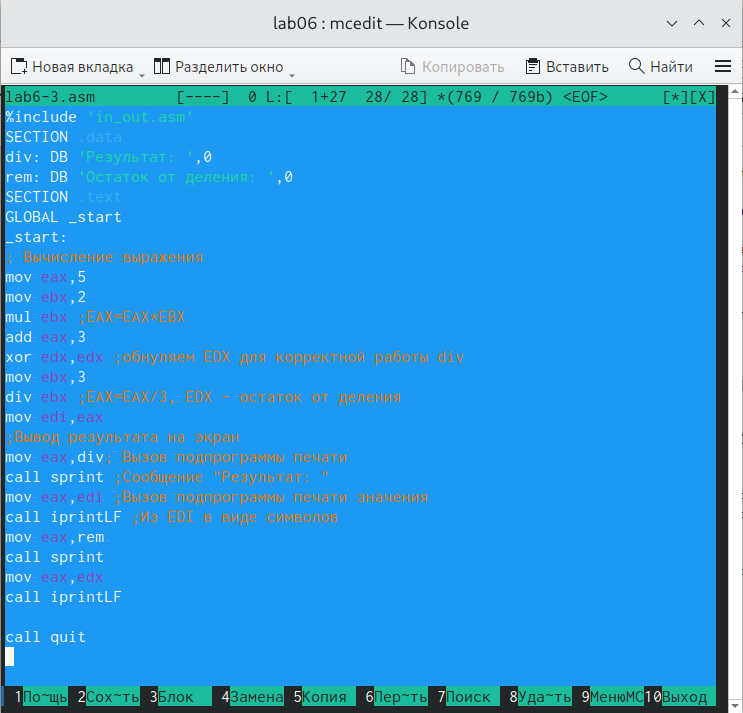 lab06 : mcedit — Konsole
Новая вкладка Разделить окно Копировать Вставить Найти
lab6-3.asm [----] 0 L:[ 1+27 28/ 28] *(769 / 769b) <EOF> [*][X]
%include 'in_out.asm'
SECTION .data
div: DB 'Результат: ',0
rem: DB 'Остаток от деления: ',0
SECTION .text
GLOBAL _start
_start:
; Вычисление выражения
mov eax,5
mov ebx,2
mul ebx ;EAX=EAX*EBX
add eax,3
xor edx,edx ;обнуляем EDX для корректной работы div
mov ebx,3
div ebx ;EAX=EAX/3, EDX - остаток от деления
mov edi,eax
;Вывод результата на экран
mov eax,div; Вызов подпрограммы печати
call sprint ;Сообщение "Результат: "
mov eax,edi ;Вызов подпрограммы печати значения
call iprintLF ;Из EDI в виде символов
mov eax,rem
call sprint
mov eax,edx
call iprintLF
call quit
1По~щь 2Сох~ть 3Блок 4Замена 5Копия 6Пер~ть 7Поиск 8Уда~ть 9МенюMC 10Выход